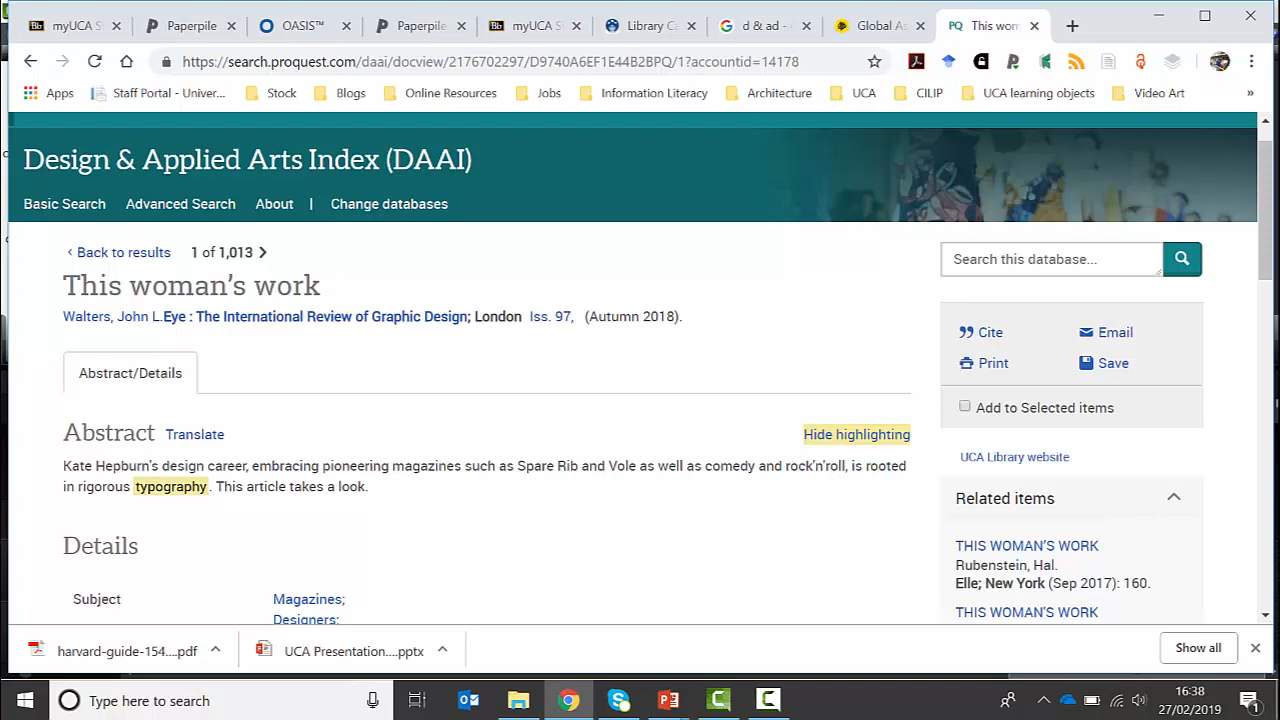 myUCA S
Paperpile
OASIS™
Paperpile
myUCA S
Library Ca
d & ad -
Global As
PQ This wom
https://search.proquest.com/daai/docview/2176702297/D9740A6EF1E44B2BPQ/1?accountid=14178
Apps Staff Portal - Univer... Stock Blogs Online Resources Jobs Information Literacy Architecture UCA CILIP UCA learning objects Video Art »
Design & Applied Arts Index (DAAI)
Basic Search Advanced Search About | Change databases
‹ Back to results 1 of 1,013
Search this database...
This woman's work
Walters, John L.Eye : The International Review of Graphic Design; London Iss. 97, (Autumn 2018).
Cite Email
Print Save
Abstract/Details
Add to Selected items
Abstract Translate Hide highlighting
UCA Library website
Kate Hepburn's design career, embracing pioneering magazines such as Spare Rib and Vole as well as comedy and rock'n'roll, is rooted
in rigorous typography. This article takes a look.
Related items
Details
THIS WOMAN'S WORK
Rubenstein, Hal.
Elle; New York (Sep 2017): 160.
Subject Magazines;
THIS WOMAN'S WORK
Designers;
harvard-guide-154....pdf UCA Presentation....pptx Show all
Type here to search
16:38
27/02/2019
1